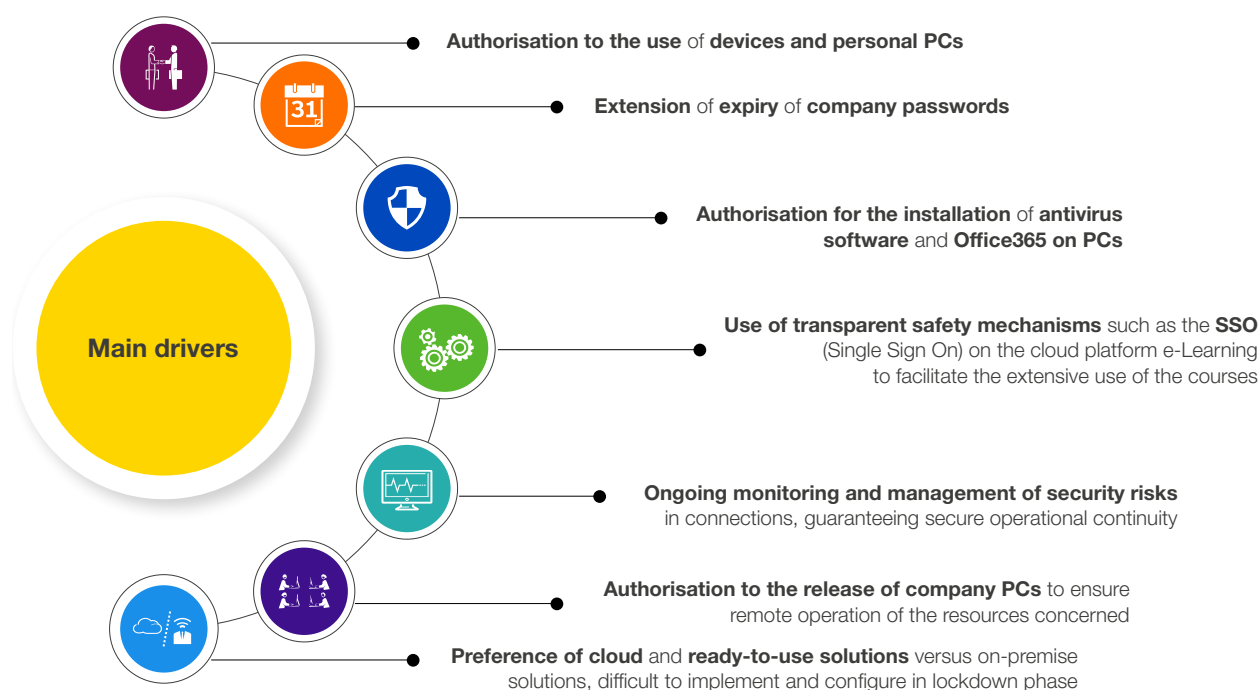 Authorisation to the use of devices and personal PCs
31
Extension of expiry of company passwords
Authorisation for the installation of antivirus
software and Office365 on PCs
Main drivers
Use of transparent safety mechanisms such as the SSO
(Single Sign On) on the cloud platform e-Learning
to facilitate the extensive use of the courses
Ongoing monitoring and management of security risks
in connections, guaranteeing secure operational continuity
Authorisation to the release of company PCs to ensure
remote operation of the resources concerned
Preference of cloud and ready-to-use solutions versus on-premise
solutions, difficult to implement and configure in lockdown phase